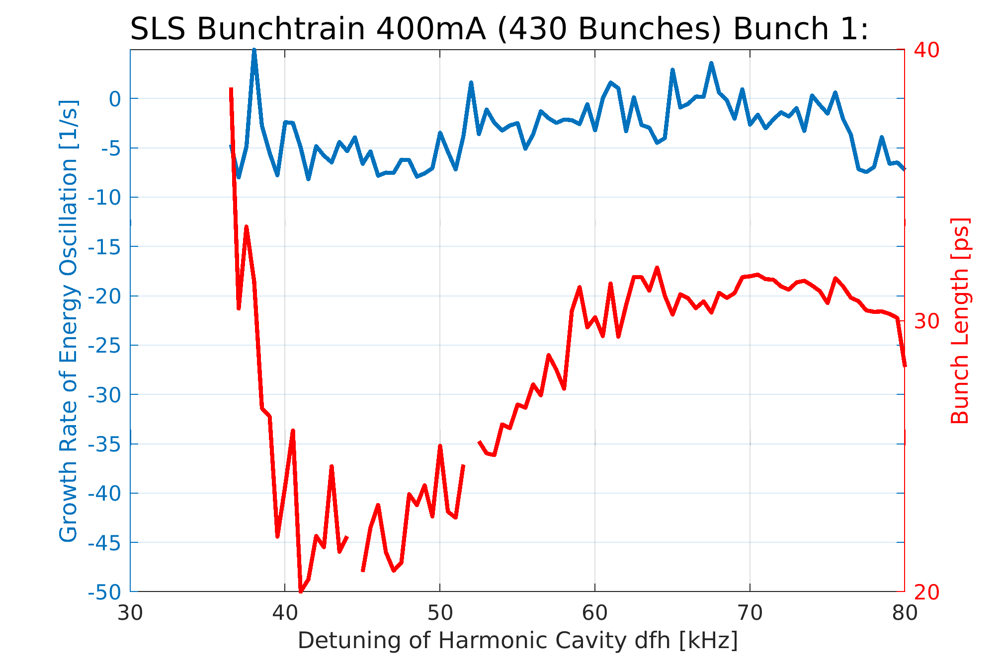 SLS Bunchtrain 400mA (430 Bunches) Bunch 1:
Growth Rate of Energy Oscillation [1/s]
0
-5
-10
-15
-20
-25
-30
-35
-40
-45
-50
40
30
20
Bunch Length [ps]
30 40 50 60 70 80
Detuning of Harmonic Cavity dfh [kHz]